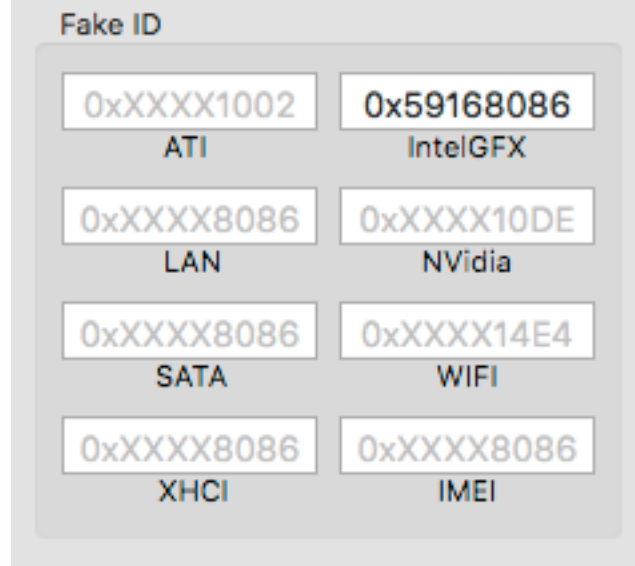 Fake ID
0xXXXX1002 0x59168086
ATI IntelGFX
0xXXXX8086 0xXXXX10DE
LAN NVidia
0xXXXX8086 0xXXXX14E4
SATA WIFI
0xXXXX8086 0xXXXX8086
XHCI IMEI